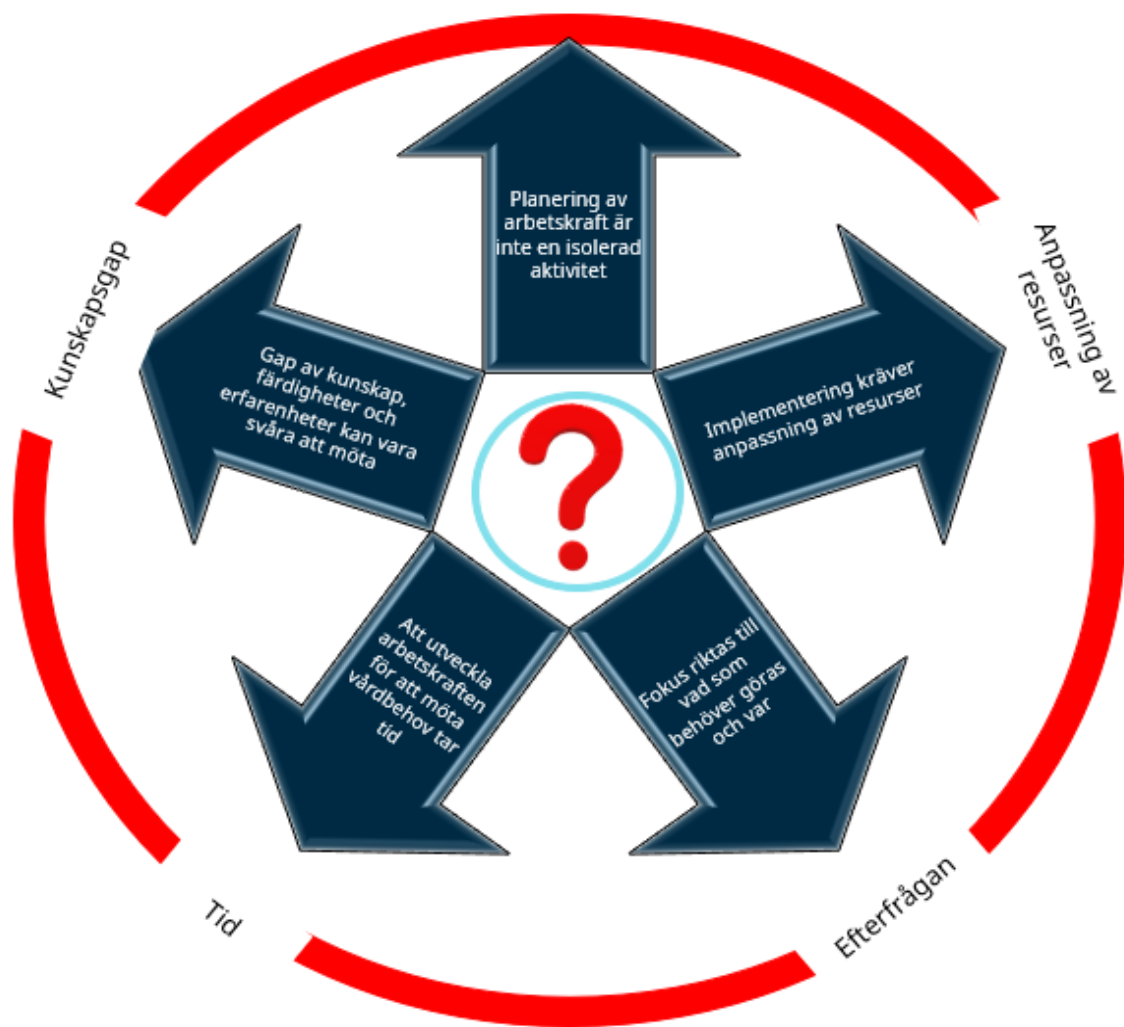 Planering av
arbetskraft är
inte en isolerad
aktivitet
Anpassning av
resurser
Implementering kräver
anpassning av resurser
Efterfrågan
Fokus riktas till
vad som
behöver göras
och var
Tid
Att utveckla
arbetskraften
för att möta
vårdbehov tar
tid
Kunskapsgap
Gap av kunskap,
färdigheter och
erfarenheter kan vara
svåra att möta
?